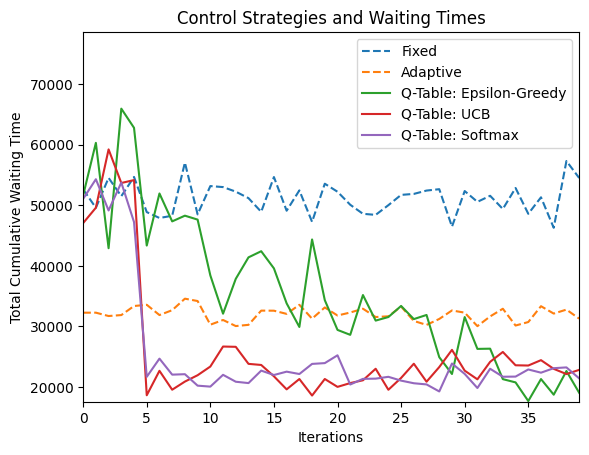 Control Strategies and Waiting Times
Total Cumulative Waiting Time
70000
60000
50000
40000
30000
20000
Fixed
Adaptive
Q-Table: Epsilon-Greedy
Q-Table: UCB
Q-Table: Softmax
0 5 10 15 20 25 30 35
Iterations